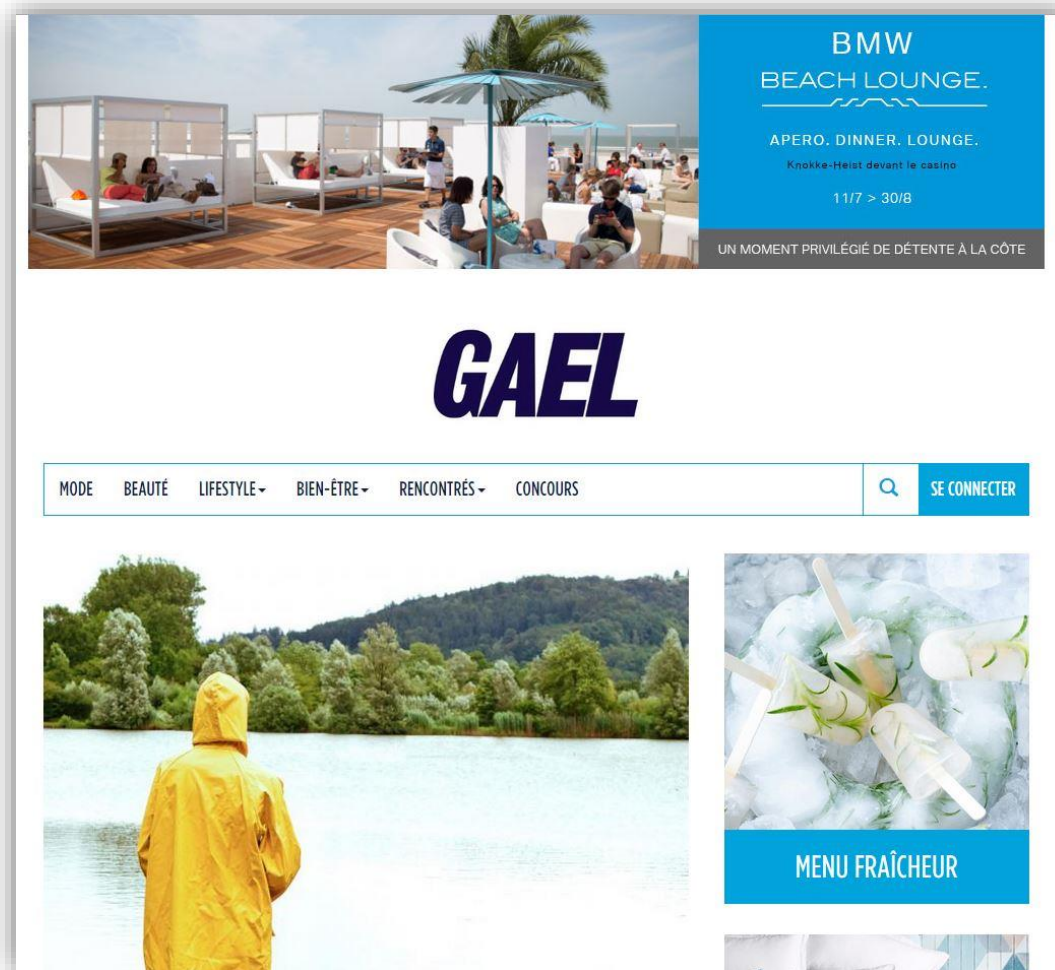 BMW
BEACH LOUNGE.
APERO. DINNER. LOUNGE.
Knokke-Heist devant le casino
11/7 > 30/8
UN MOMENT PRIVILÉGIÉ DE DÉTENTE À LA CÔTE
GAEL
MODE BEAUTÉ LIFESTYLE BIEN-ÊTRE RENCONTRÉS CONCOURS SE CONNECTER
MENU FRAÎCHEUR